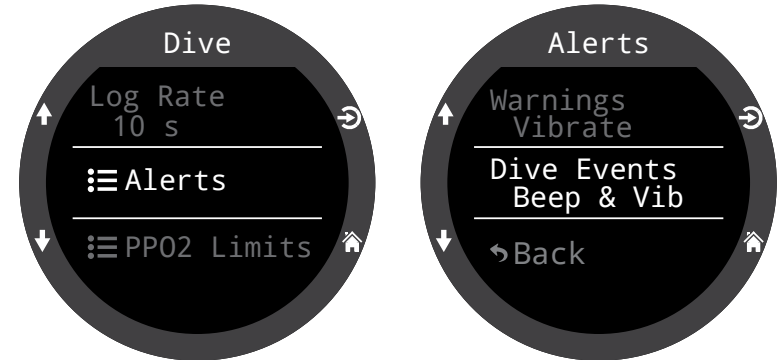 Dive
Log Rate
10 s
Alerts
PPO2 Limits
Alerts
Warnings
Vibrate
Dive Events
Beep & Vib
Back